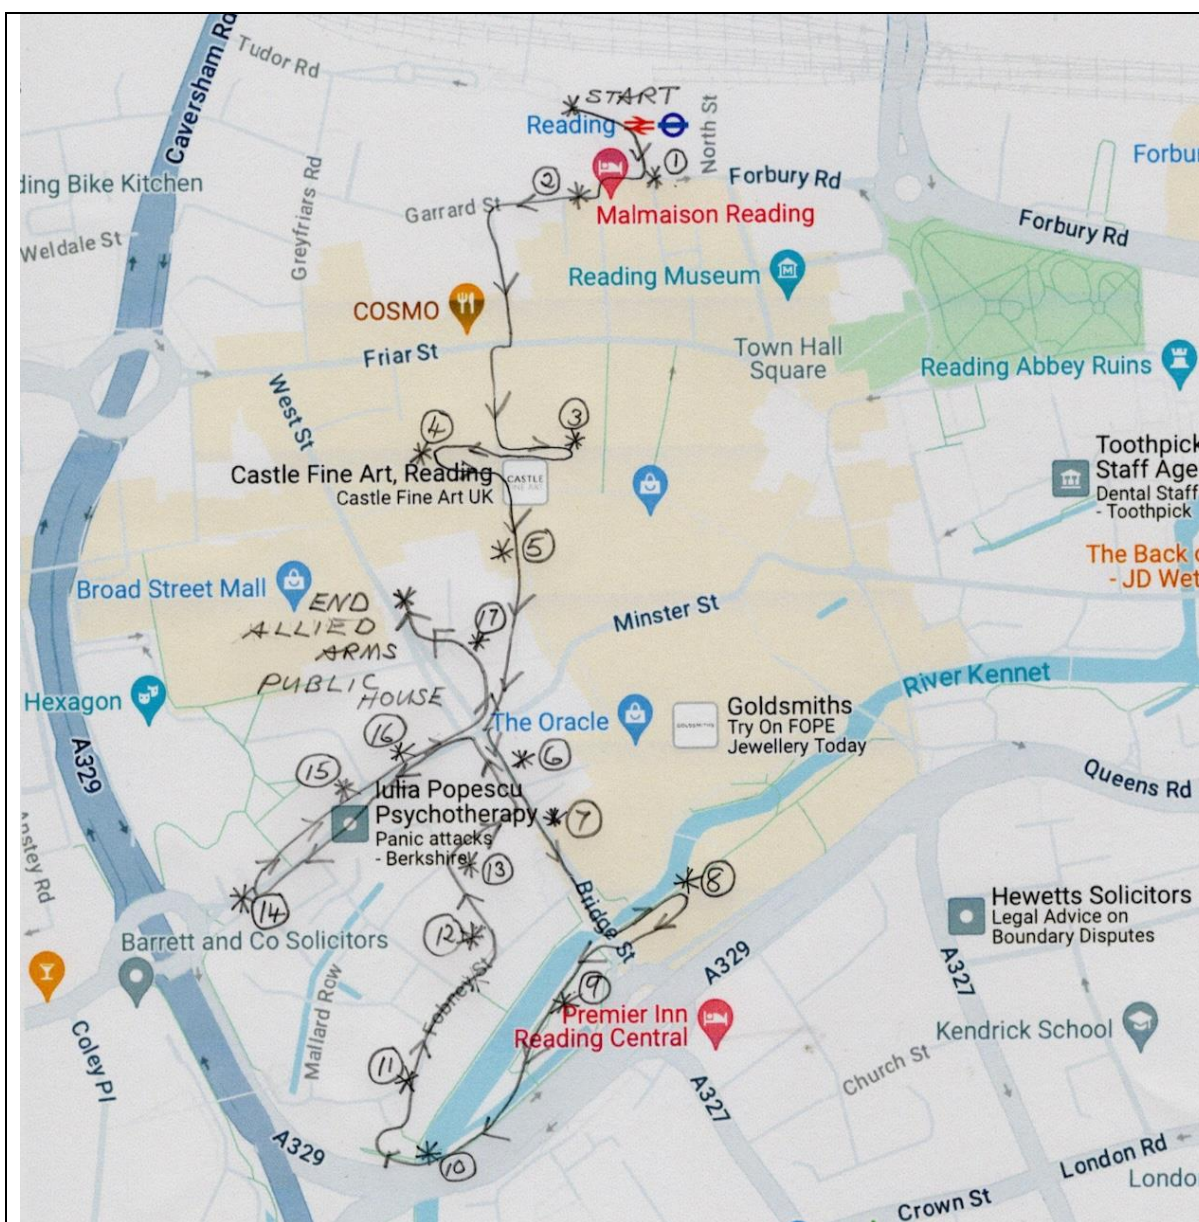 Caversham Rd
Tudor Rd
START
Reading
North St
1
ding Bike Kitchen
2
Forbury Rd
Forbu
Garrard St
Malmaison Reading
Forbury Rd
Weldale St
Greyfriars Rd
Reading Museum
COSMO
Friar St
Town Hall
Square
Reading Abbey Ruins
West St
4
3
Castle Fine Art, Reading
Castle Fine Art UK
CASTLE
FINE ART
Toothpick
Staff Age
Dental Staff
- Toothpick
5
The Back o
- JD Wet
Broad Street Mall
END
ALLIED
ARMS
PUBLIC
HOUSE
17
Minster St
Hexagon
River Kennet
The Oracle
GOLDSMITHS
Goldsmiths
Try On FOPE
Jewellery Today
16
6
A329
15
Queens Rd
Iulia Popescu
Psychotherapy
Panic attacks
- Berkshire
7
Anstey Rd
13
8
14
Bridge St
Hewetts Solicitors
Legal Advice on
Boundary Disputes
Barrett and Co Solicitors
12
A329
A327
9
Fobney St
Mallard Row
Premier Inn
Reading Central
Kendrick School
Coley Pl
11
Church St
A327
A329
10
London Rd
Londo
Crown St